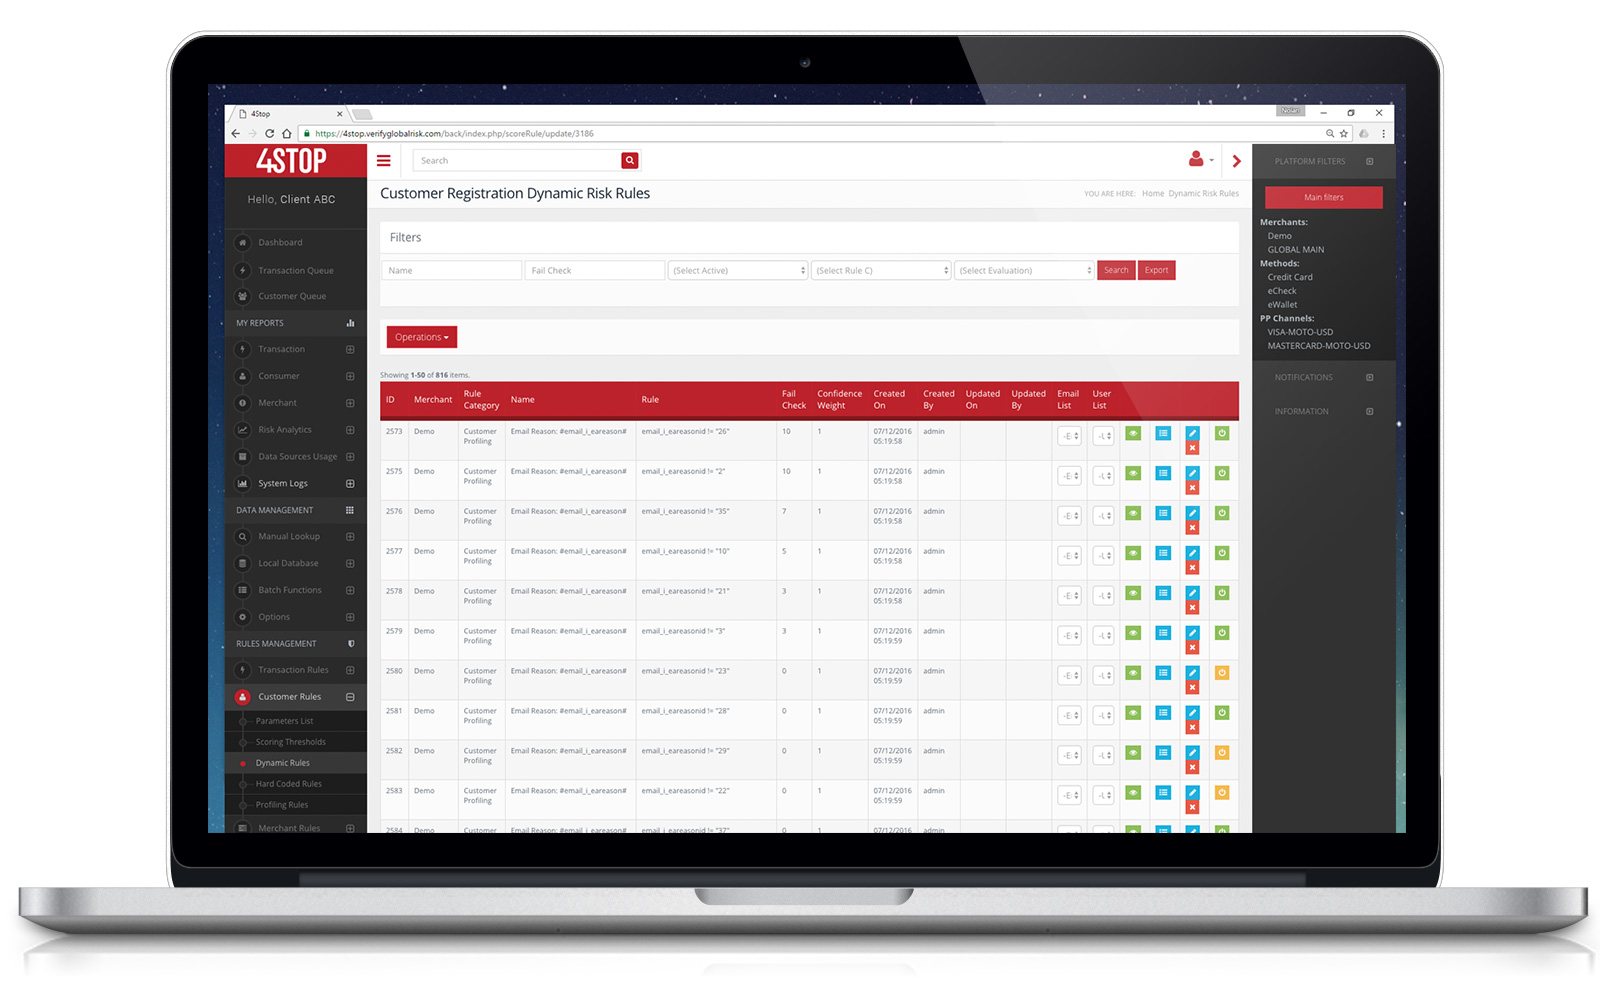 4Stop
Nolan
https://4stop.verifyglobalrisk.com/back/index.php/scoreRule/update/3186
4STOP
Search
PLATFORM FILTERS
Hello, Client ABC
Customer Registration Dynamic Risk Rules
YOU ARE HERE: Home Dynamic Risk Rules
Main filters
Merchants:
Demo
GLOBAL MAIN
Methods:
Credit Card
eCheck
eWallet
PP Channels:
VISA-MOTO-USD
MASTERCARD-MOTO-USD
NOTIFICATIONS
INFORMATION
Dashboard
Transaction Queue
Customer Queue
MY REPORTS
Transaction
Consumer
Merchant
Risk Analytics
Data Sources Usage
System Logs
DATA MANAGEMENT
Manual Lookup
Local Database
Batch Functions
Options
RULES MANAGEMENT
Transaction Rules
Customer Rules
Parameters List
Scoring Thresholds
Dynamic Rules
Hard Coded Rules
Profiling Rules
Merchant Rules
Filters
Name Fail Check (Select Active) (Select Rule C) (Select Evaluation) Search Export
Operations
Showing 1-50 of 816 items.
ID Merchant Rule Category Name Rule Fail Check Confidence Weight Created On Created By Updated On Updated By Email List User List
2573 Demo Customer Profiling Email Reason: #email_i_eareason# email_i_eareasonid != "26" 10 1 07/12/2016 05:19:58 admin -E: -U
2575 Demo Customer Profiling Email Reason: #email_i_eareason# email_i_eareasonid != "2" 10 1 07/12/2016 05:19:58 admin -E: -U
2576 Demo Customer Profiling Email Reason: #email_i_eareason# email_i_eareasonid != "35" 7 1 07/12/2016 05:19:58 admin -E: -U
2577 Demo Customer Profiling Email Reason: #email_i_eareason# email_i_eareasonid != "10" 5 1 07/12/2016 05:19:58 admin -E: -U
2578 Demo Customer Profiling Email Reason: #email_i_eareason# email_i_eareasonid != "21" 3 1 07/12/2016 05:19:58 admin -E: -U
2579 Demo Customer Profiling Email Reason: #email_i_eareason# email_i_eareasonid != "3" 3 1 07/12/2016 05:19:59 admin -E: -U
2580 Demo Customer Profiling Email Reason: #email_i_eareason# email_i_eareasonid != "23" 0 1 07/12/2016 05:19:59 admin -E: -U
2581 Demo Customer Profiling Email Reason: #email_i_eareason# email_i_eareasonid != "28" 0 1 07/12/2016 05:19:59 admin -E: -U
2582 Demo Customer Profiling Email Reason: #email_i_eareason# email_i_eareasonid != "29" 0 1 07/12/2016 05:19:59 admin -E: -U
2583 Demo Customer Profiling Email Reason: #email_i_eareason# email_i_eareasonid != "22" 0 1 07/12/2016 05:19:59 admin -E: -U
2584 Demo Customer Email Reason: #email_i_eareason# email_i_eareasonid != "37" 0 1 07/12/2016 admin